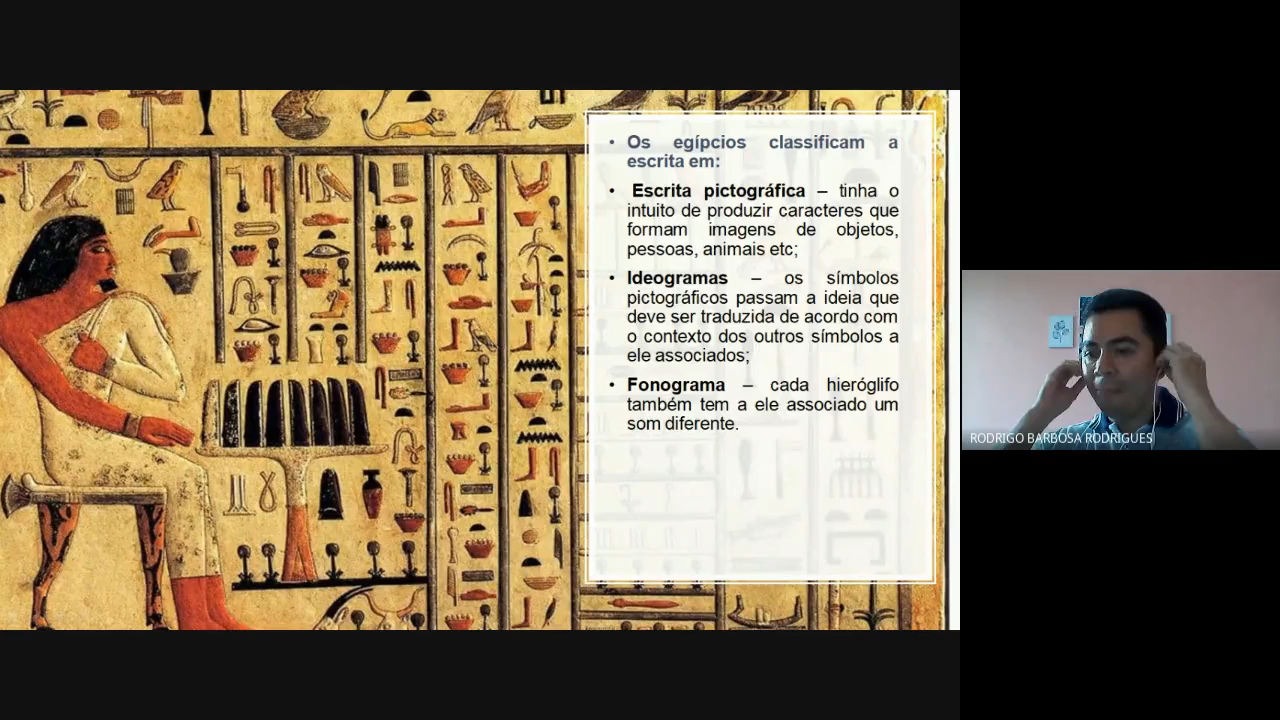 Os egípcios classificam a
escrita em:
Escrita pictográfica – tinha o
intuito de produzir caracteres que
formam imagens de objetos,
pessoas, animais etc;
Ideogramas – os símbolos
pictográficos passam a ideia que
deve ser traduzida de acordo com
o contexto dos outros símbolos a
ele associados;
Fonograma – cada hieróglifo
também tem a ele associado um
som diferente.
RODRIGO BARBOSA RODRIGUES